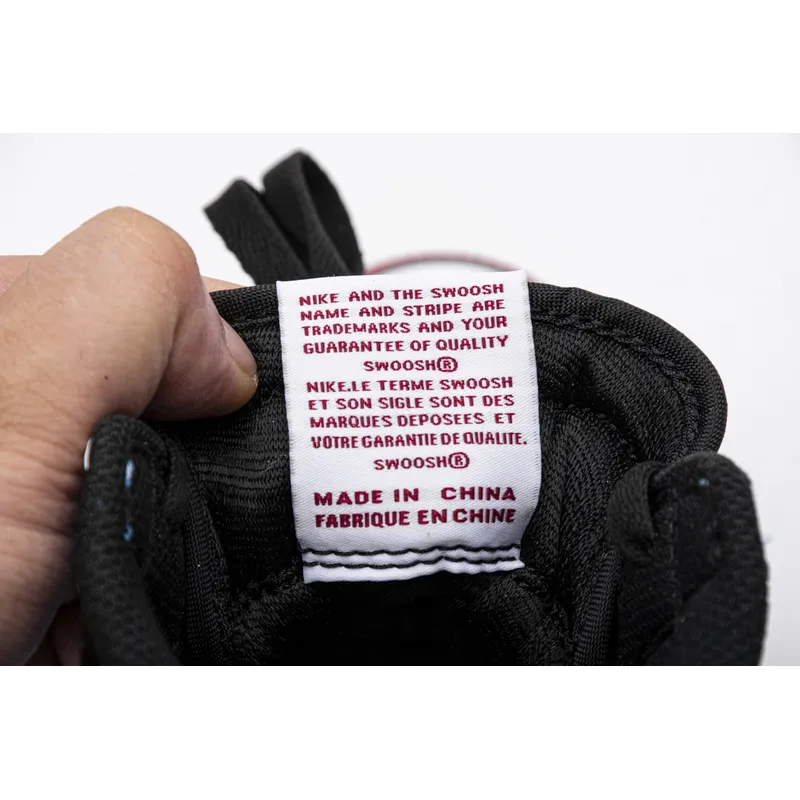 NIKE AND THE SWOOSH
NAME AND STRIPE ARE
TRADEMARKS AND YOUR
GUARANTEE OF QUALITY
SWOOSH®
NIKE.LE TERME SWOOSH
ET SON SIGLE SONT DES
MARQUES DEPOSEES ET
VOTRE GARANTIE DE QUALITE.
SWOOSH®
MADE IN CHINA
FABRIQUE EN CHINE